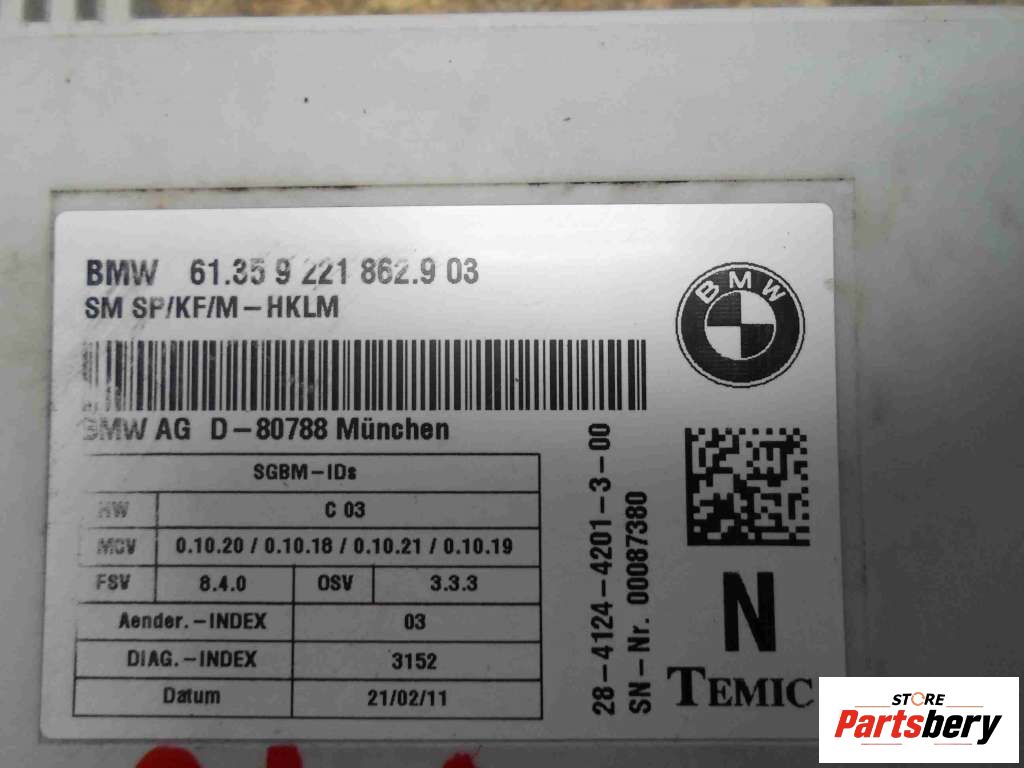 BMW 61.35 9 221 862.9 03
SM SP/KF/M-HKLM
BMW
BMW AG D-80788 München
SGBM-IDs
HW C 03
MCV 0.10.20 / 0.10.18 / 0.10.21 / 0.10.19
FSV 8.4.0 OSV 3.3.3
Aender.-INDEX 03
DIAG.-INDEX 3152
Datum 21/02/11
28-4124-4201-3-00
SN-Nr. 00087380
N
TEMIC
STORE
Partsbery